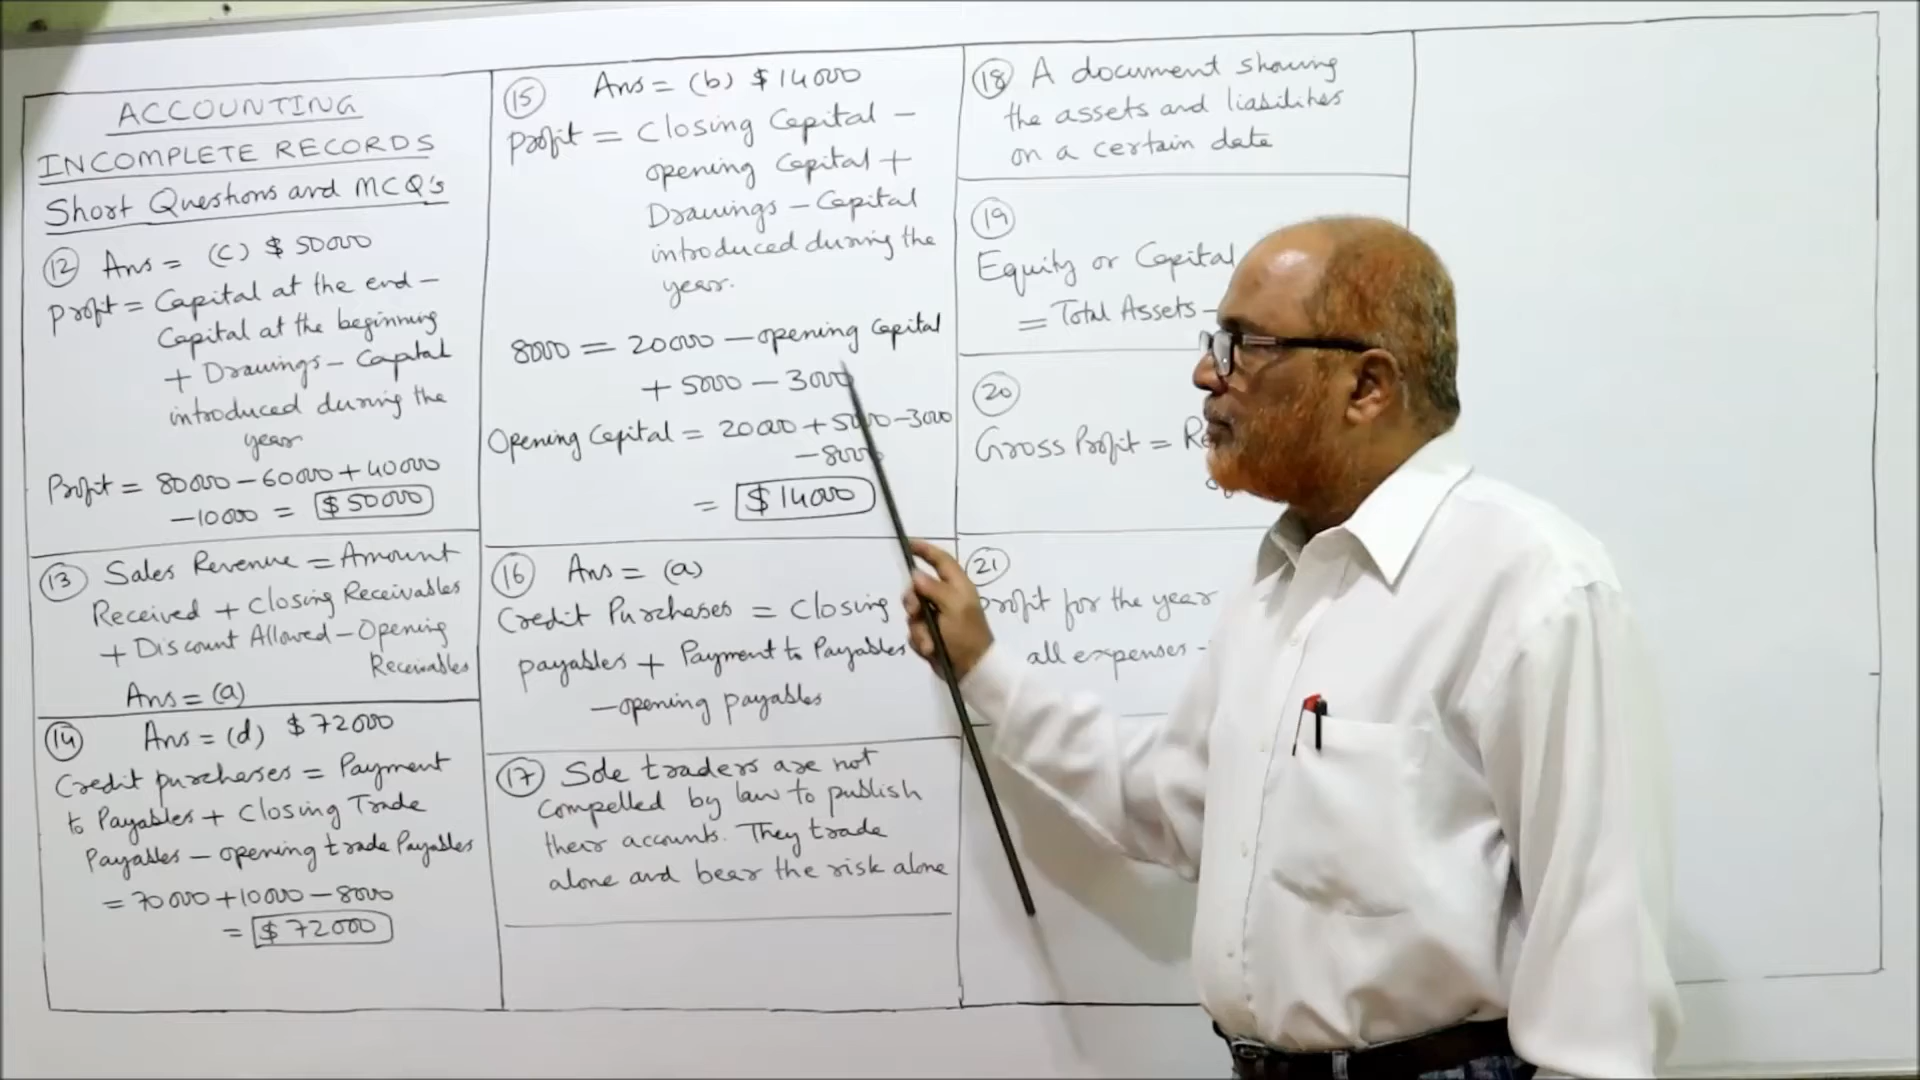 ACCOUNTING
INCOMPLETE RECORDS
Short Questions and MCQ's
(12) Ans = (c) $ 50000
Profit = Capital at the end -
Capital at the beginning
+ Drawings - Capital
introduced during the
year
Profit = 80000 - 60000 + 40000
- 10000 = $ 50000
(13) Sales Revenue = Amount
Received + Closing Receivables
+ Discount Allowed - Opening
Receivables
Ans = (a)
(14) Ans = (d) $ 72000
Credit purchases = Payment
to Payables + Closing Trade
Payables - opening trade Payables
= 70000 + 10000 - 8000
= $ 72000
(15) Ans = (b) $ 14000
Profit = Closing Capital -
opening Capital +
Drawings - Capital
introduced during the
year.
8000 = 20000 - opening Capital
+ 5000 - 3000
Opening Capital = 20000 + 5000 - 3000
- 8000
= $ 14000
(16) Ans = (a)
Credit Purchases = Closing
payables + Payment to Payables
- opening payables
(17) Sole traders are not
compelled by law to publish
their accounts. They trade
alone and bear the risk alone
(18) A document showing
the assets and liabilities
on a certain date
(19)
Equity or Capital
= Total Assets -
(20)
Gross Profit =
(21)
Profit for the year
all expenses -